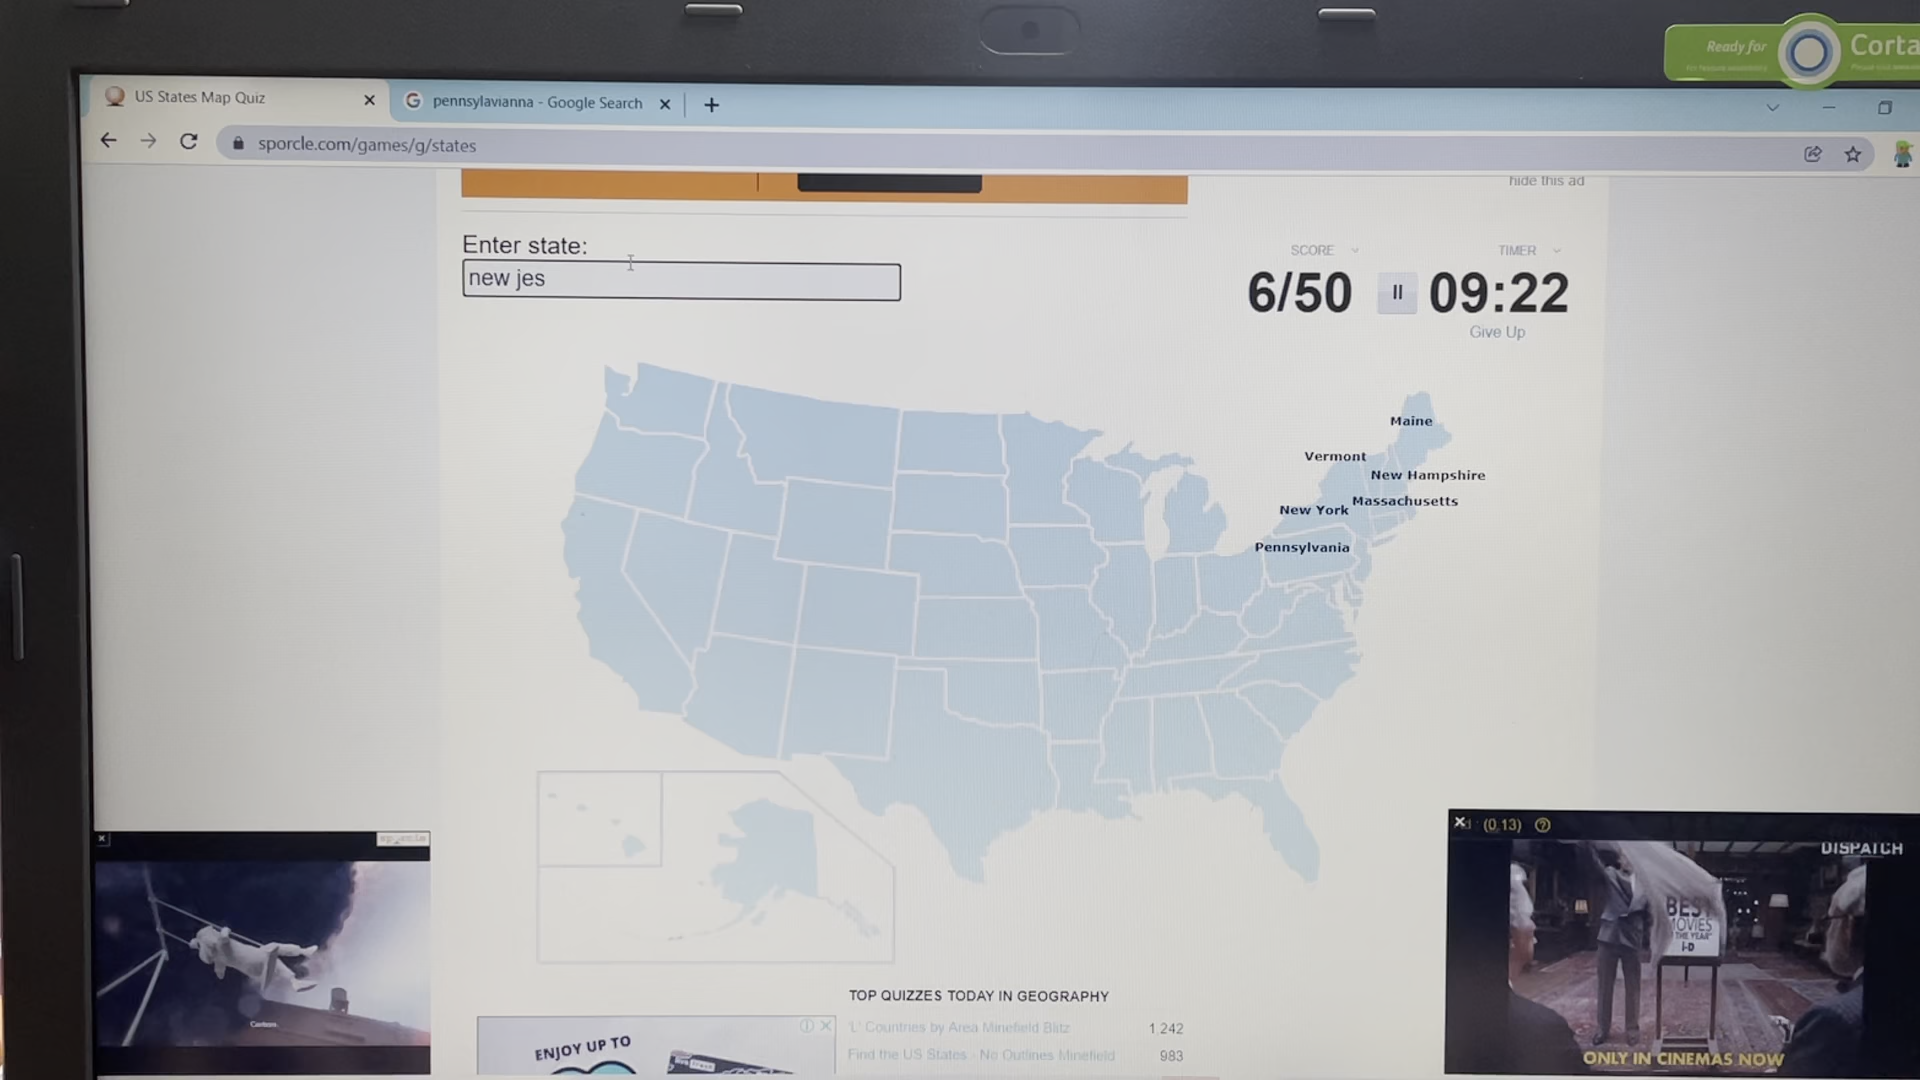 Ready for
Corta
US States Map Quiz
pennsylavianna - Google Search
sporcle.com/games/g/states
hide this ad
Enter state:
new jes
SCORE
TIMER
6/50
09:22
Give Up
Maine
Vermont
New Hampshire
Massachusetts
New York
Pennsylvania
(0.13)
DISPATCH
BEST
MOVIES
THE YEAR
ONLY IN CINEMAS NOW
TOP QUIZZES TODAY IN GEOGRAPHY
'L' Countries by Area Minefield Blitz 1 242
Find the US States - No Outlines Minefield 983
ENJOY UP TO